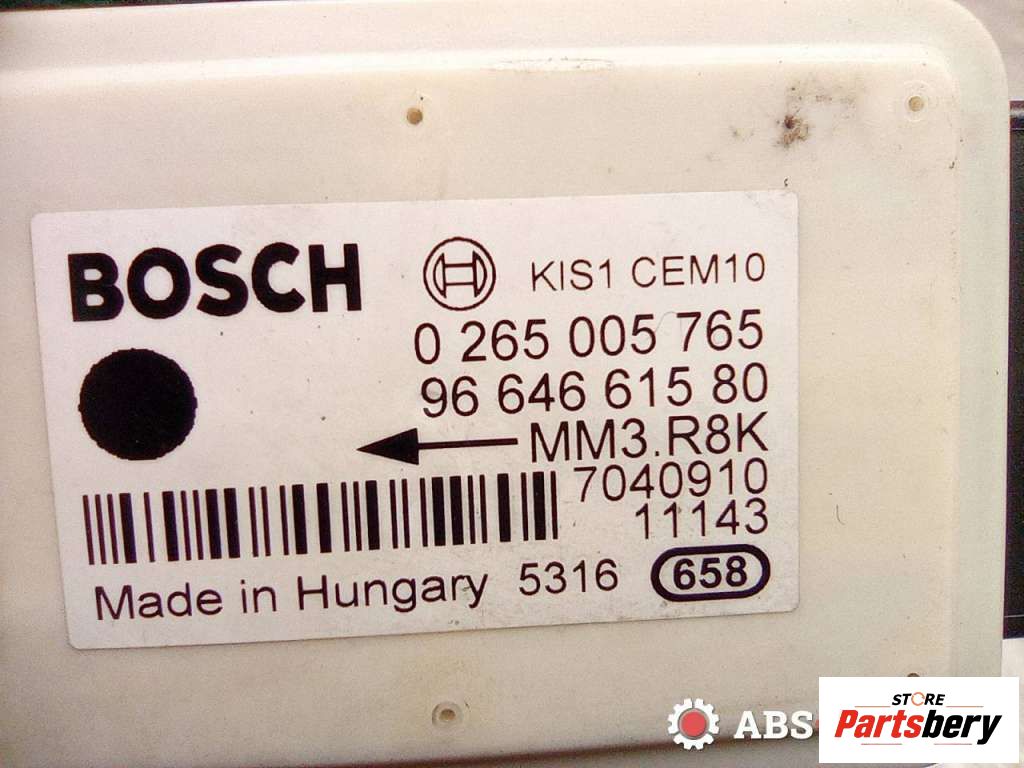 BOSCH
KIS1 CEM10
0 265 005 765
96 646 615 80
MM3.R8K
7040910
11143
Made in Hungary 5316 658
ABS
STORE
Partsbery